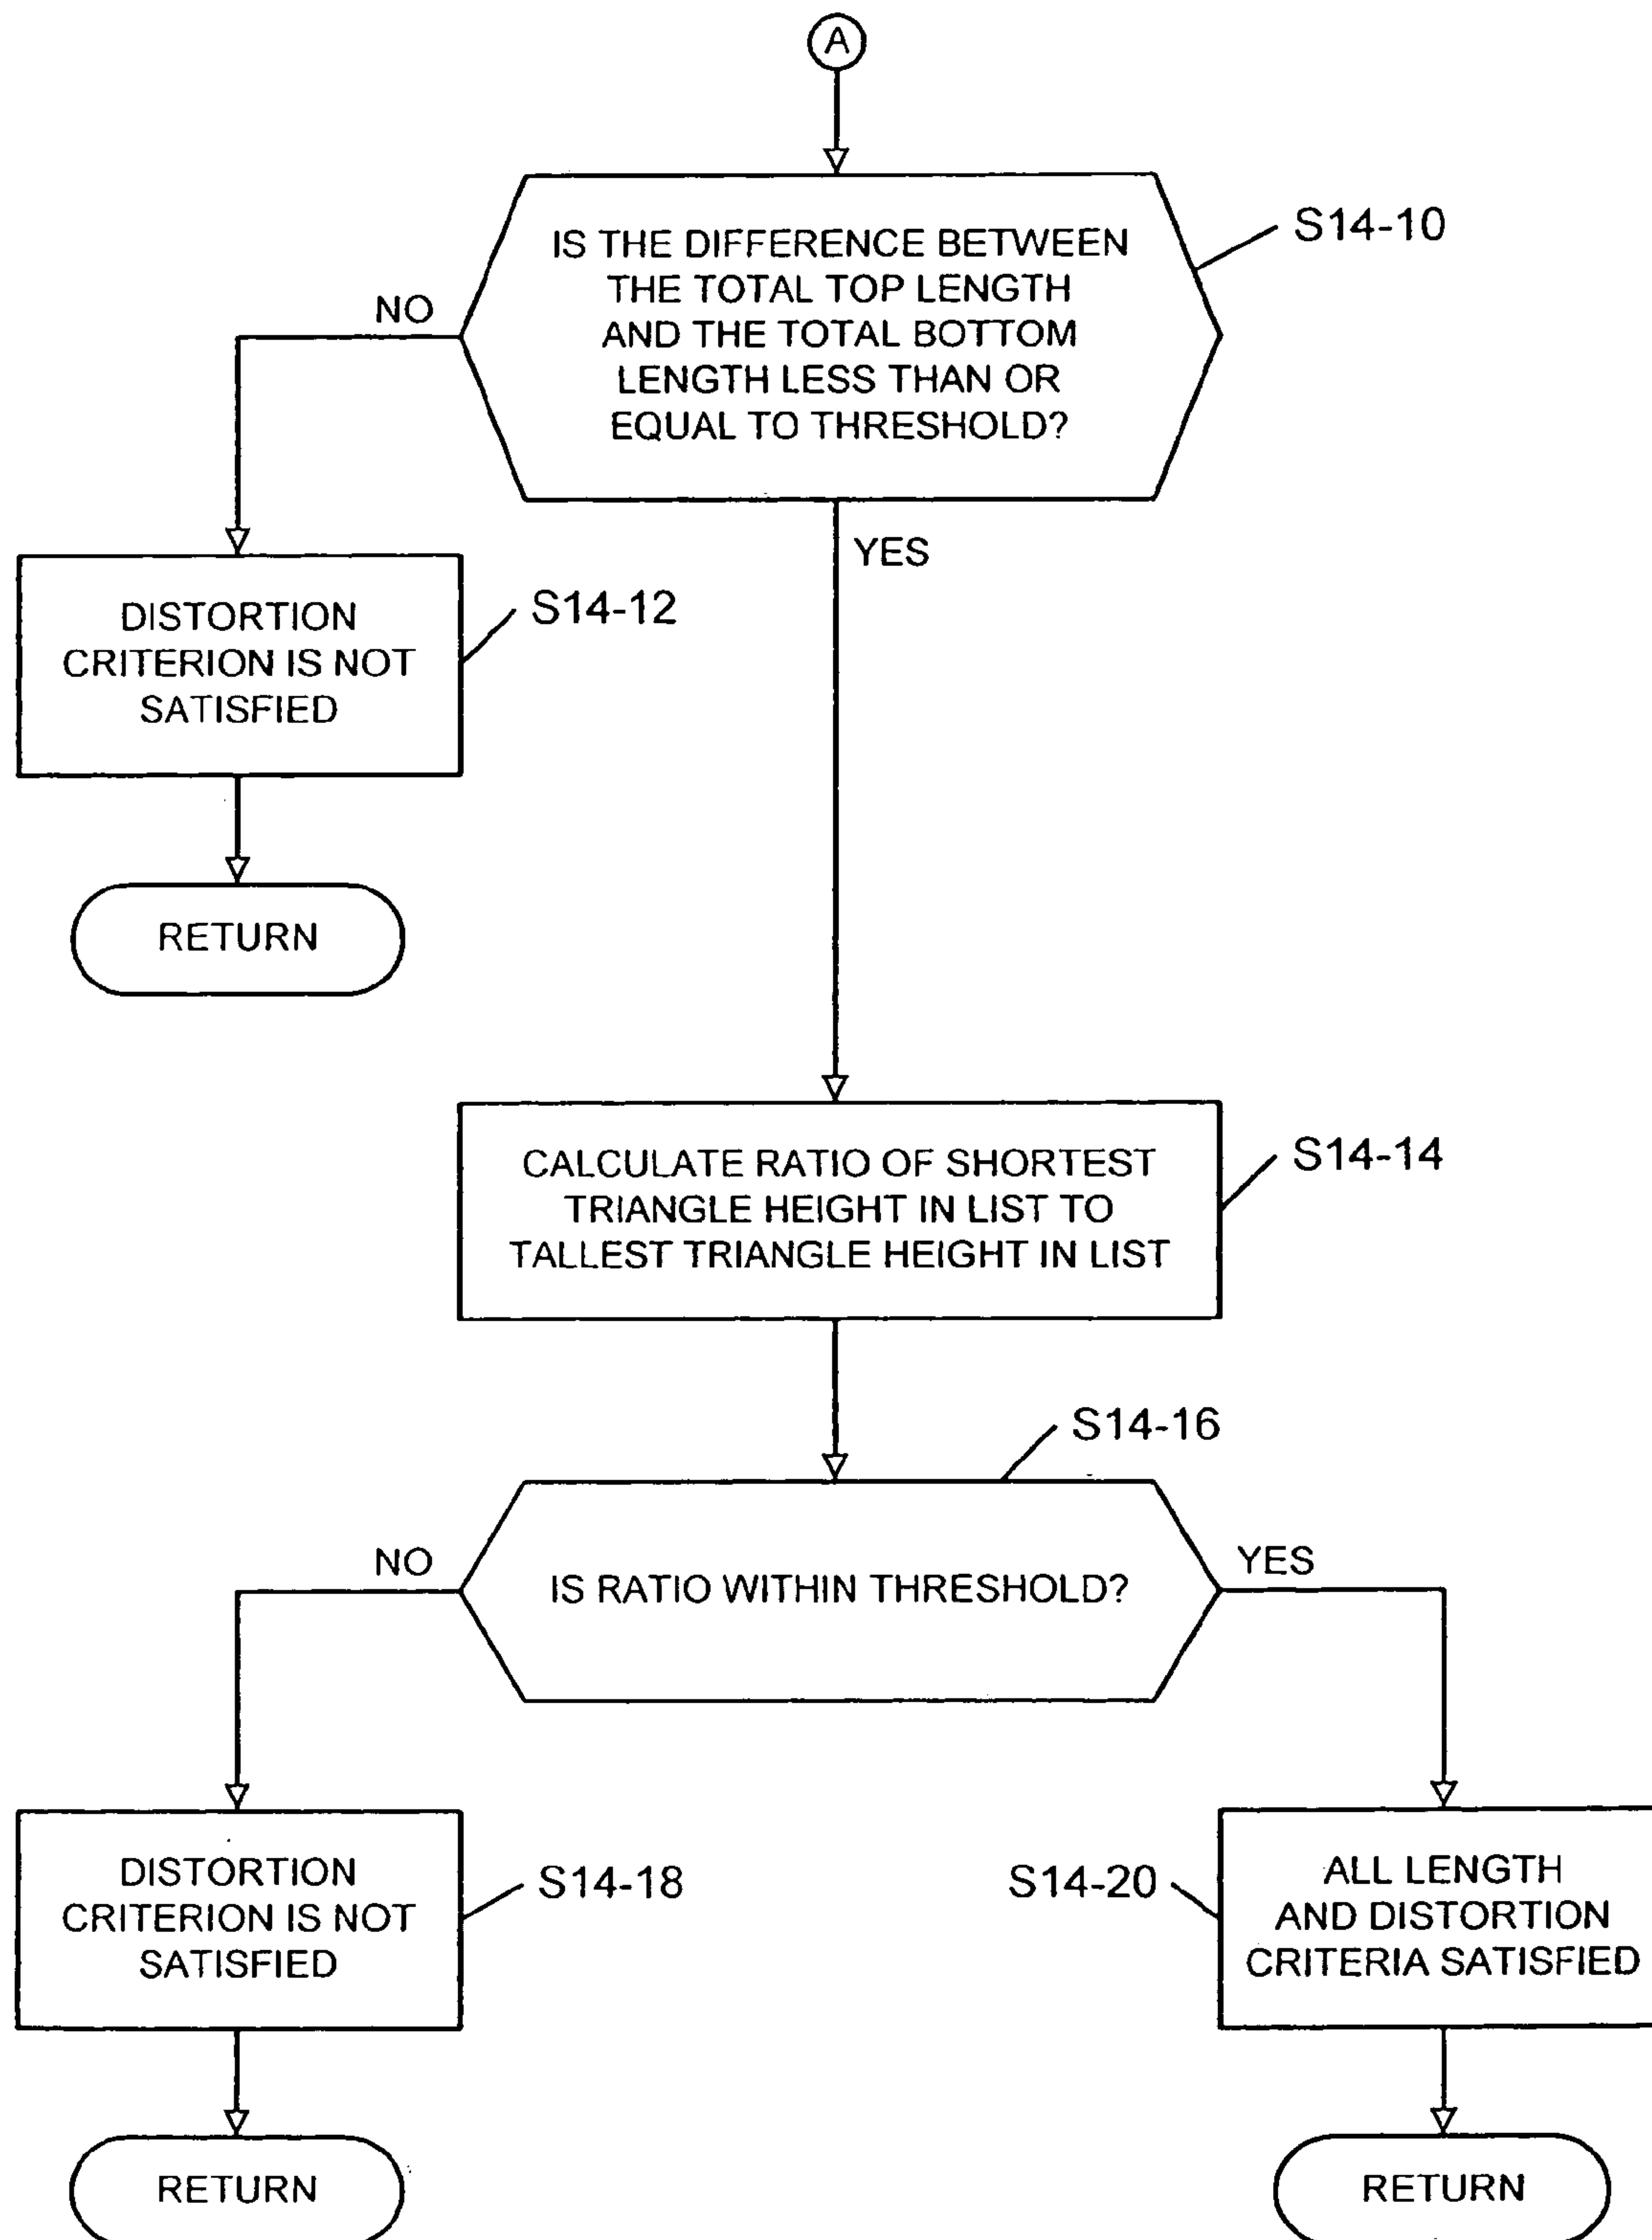 A
IS THE DIFFERENCE BETWEEN
THE TOTAL TOP LENGTH
AND THE TOTAL BOTTOM
LENGTH LESS THAN OR
EQUAL TO THRESHOLD?
S14-10
NO
YES
DISTORTION
CRITERION IS NOT
SATISFIED
S14-12
RETURN
CALCULATE RATIO OF SHORTEST
TRIANGLE HEIGHT IN LIST TO
TALLEST TRIANGLE HEIGHT IN LIST
S14-14
S14-16
NO
IS RATIO WITHIN THRESHOLD?
YES
DISTORTION
CRITERION IS NOT
SATISFIED
S14-18
S14-20
ALL LENGTH
AND DISTORTION
CRITERIA SATISFIED
RETURN
RETURN